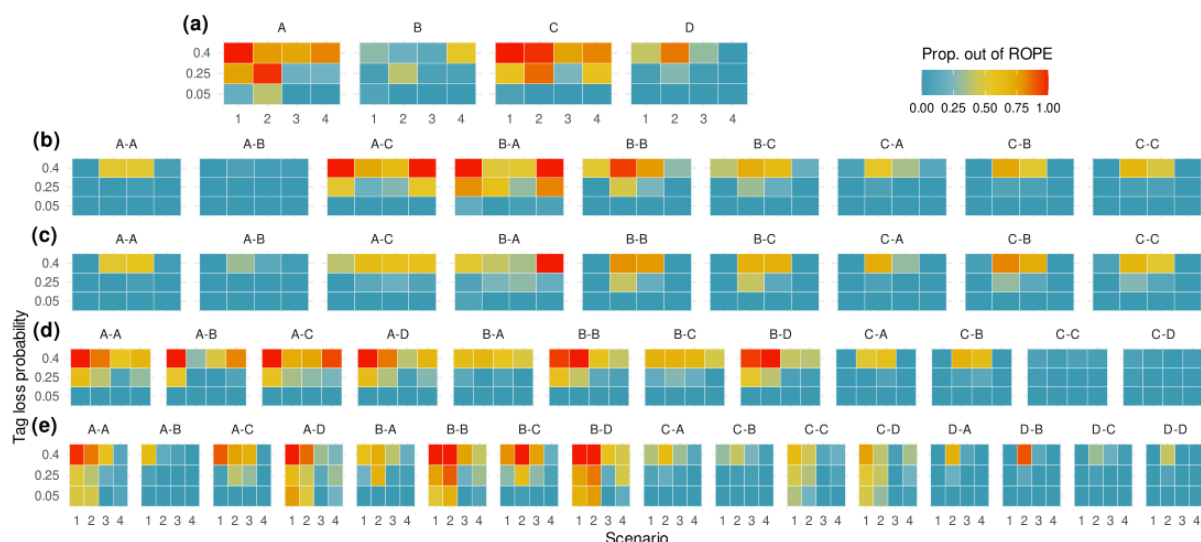 (a) A B C D
Prop. out of ROPE
0.00 0.25 0.50 0.75 1.00
0.4
0.25
0.05
1 2 3 4 1 2 3 4 1 2 3 4 1 2 3 4
(b) A-A A-B A-C B-A B-B B-C C-A C-B C-C
0.4
0.25
0.05
(c) A-A A-B A-C B-A B-B B-C C-A C-B C-C
0.4
0.25
0.05
Tag loss probability
(d) A-A A-B A-C A-D B-A B-B B-C B-D C-A C-B C-C C-D
0.4
0.25
0.05
(e) A-A A-B A-C A-D B-A B-B B-C B-D C-A C-B C-C C-D D-A D-B D-C D-D
0.4
0.25
0.05
1 2 3 4 1 2 3 4 1 2 3 4 1 2 3 4 1 2 3 4 1 2 3 4 1 2 3 4 1 2 3 4 1 2 3 4 1 2 3 4 1 2 3 4 1 2 3 4 1 2 3 4 1 2 3 4 1 2 3 4 1 2 3 4
Scenario